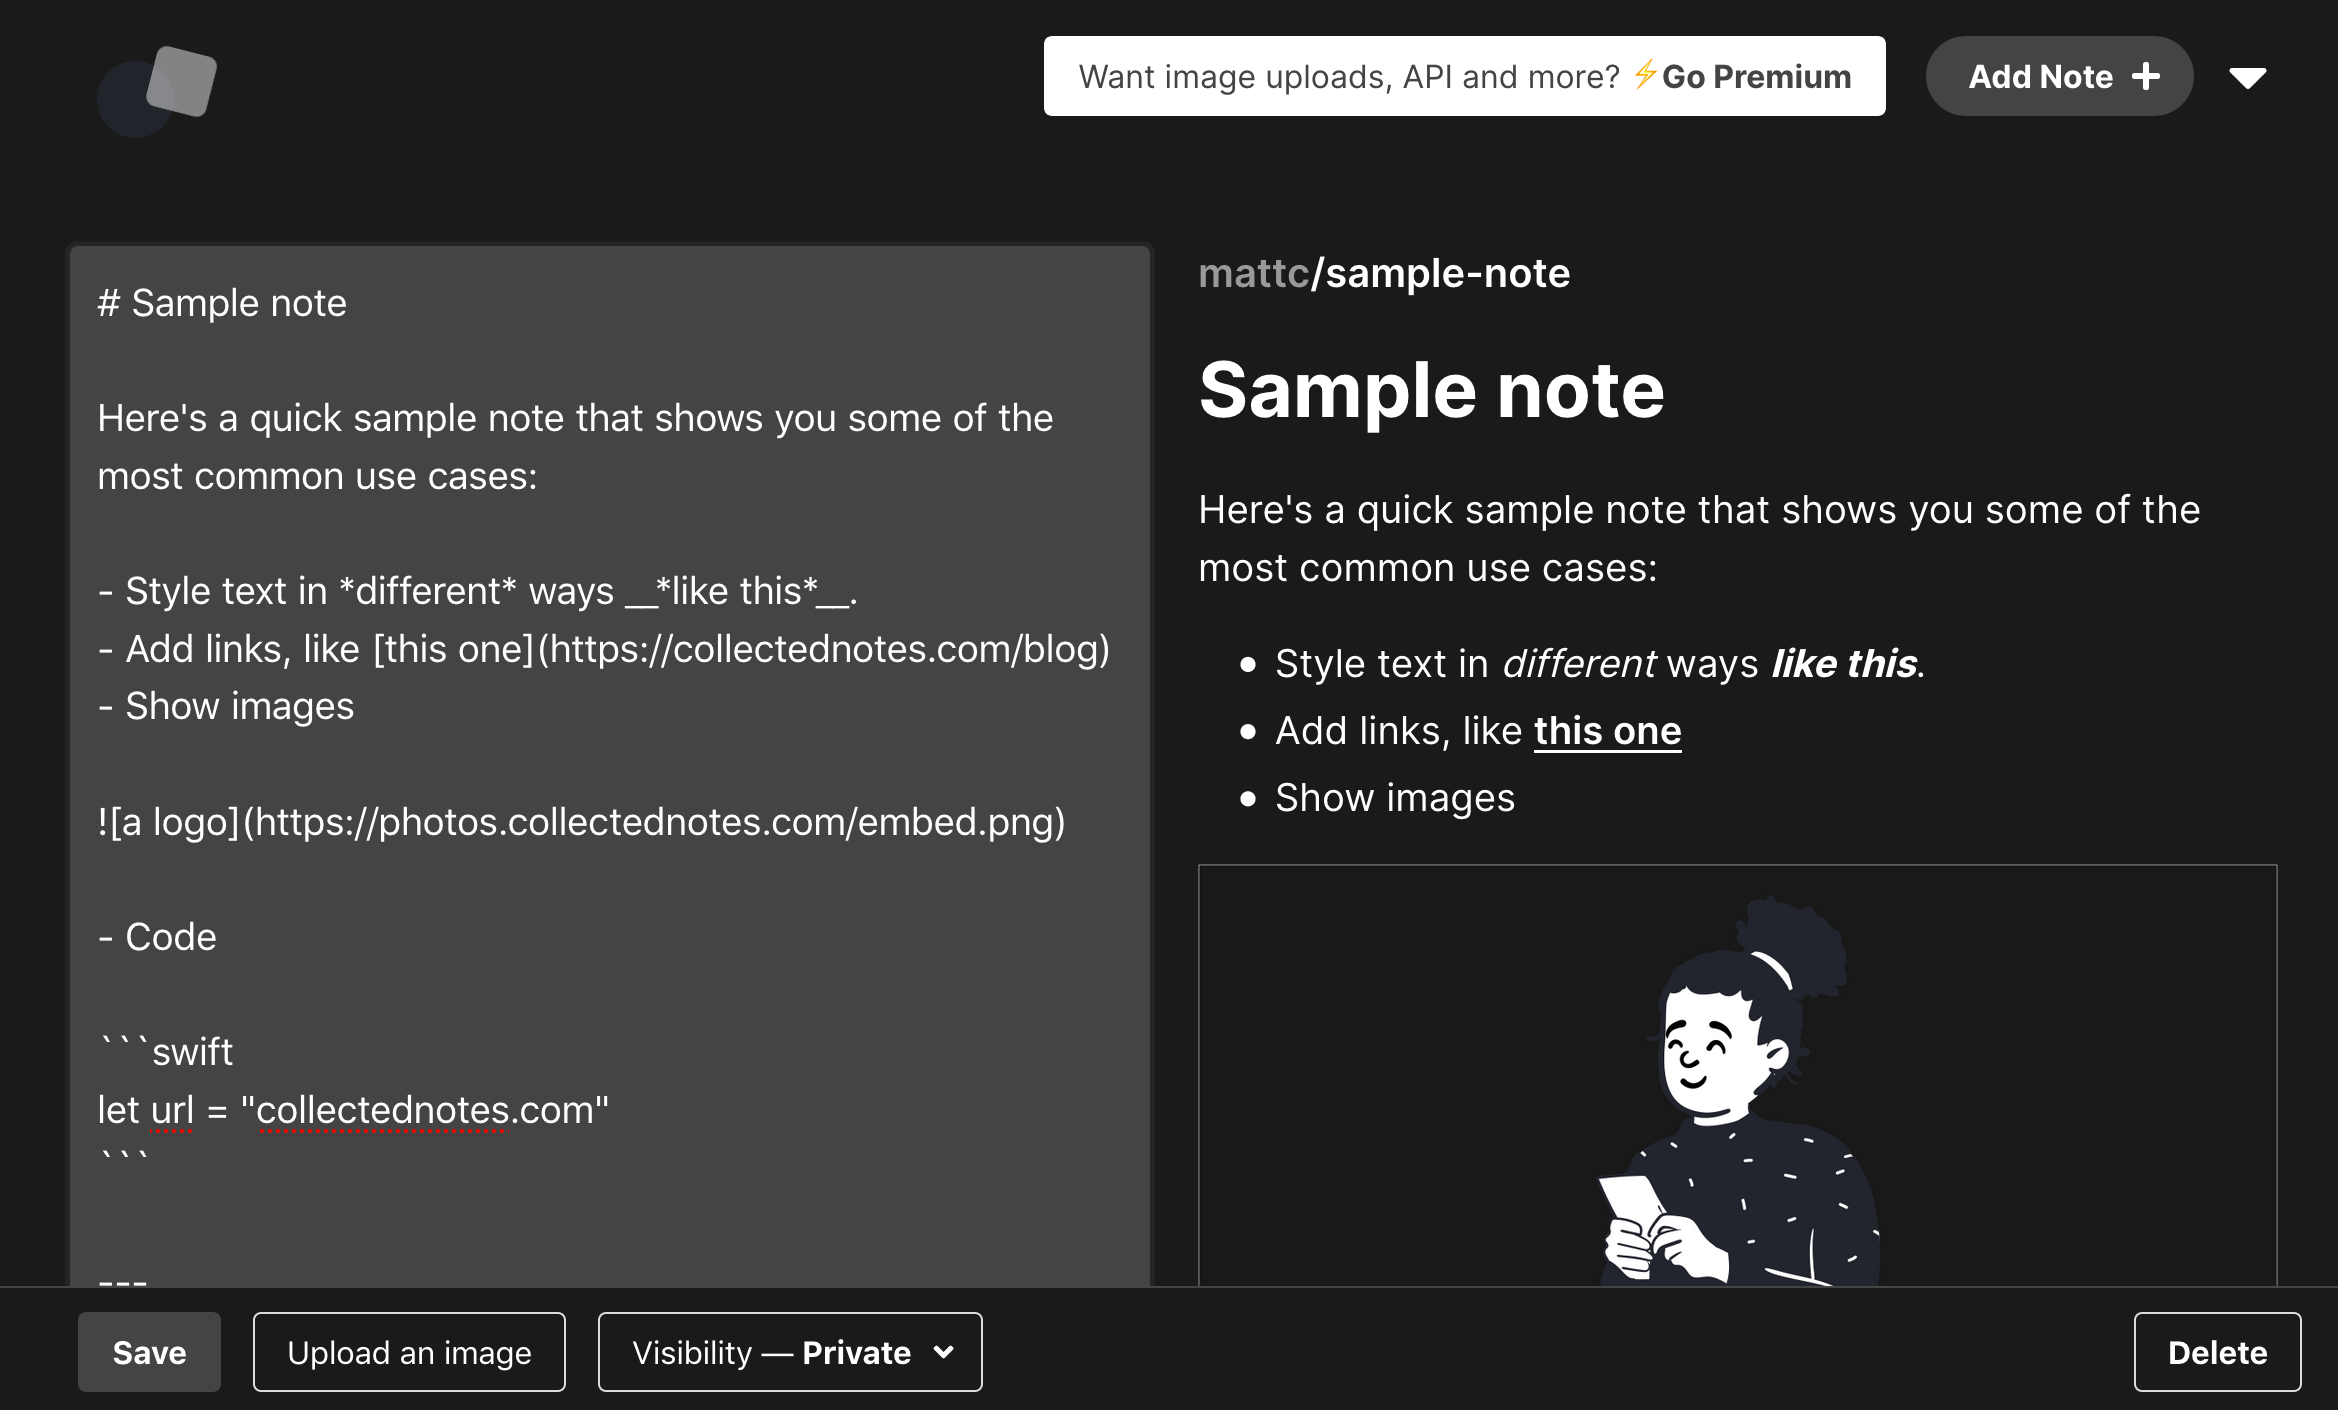 Want image uploads, API and more? ⚡Go Premium
Add Note +
# Sample note
Here's a quick sample note that shows you some of the
most common use cases:
- Style text in *different* ways __*like this*__.
- Add links, like [this one](https://collectednotes.com/blog)
- Show images
![a logo](https://photos.collectednotes.com/embed.png)
- Code
```swift
let url = "collectednotes.com"
```
---
mattc/sample-note
Sample note
Here's a quick sample note that shows you some of the
most common use cases:
• Style text in different ways like this.
• Add links, like this one
• Show images
Save
Upload an image
Visibility — Private
Delete